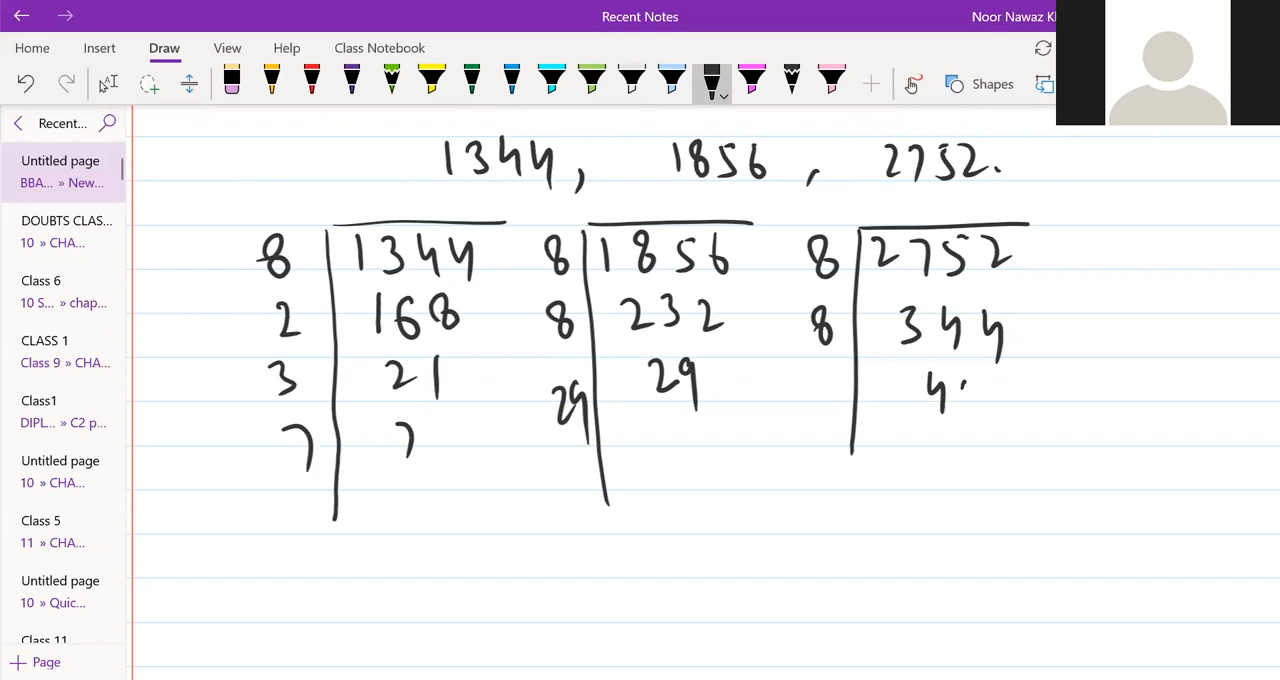 Recent Notes
Noor Nawaz K
Home Insert Draw View Help Class Notebook
Shapes
Recent...
Untitled page
BBA... » New...
DOUBTS CLAS...
10 » CHA...
Class 6
10 S... » chap...
CLASS 1
Class 9 » CHA...
Class1
DIPL... » C2 p...
Untitled page
10 » CHA...
Class 5
11 » CHA...
Untitled page
10 » Quic...
Class 11
Page
1344, 1856, 2752.
8 1344 8 1856 8 2752
2 168 8 232 8 344
3 21 29 29 4
7 7